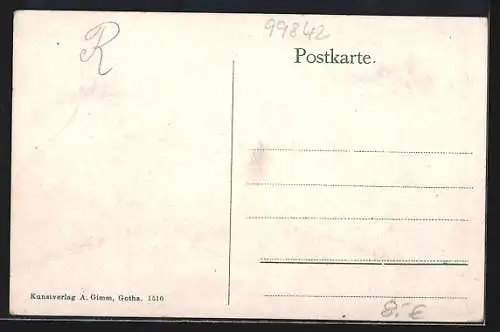 R
99842
Postkarte.
Kunstverlag A. Gimm, Gotha. 1510
8.- €